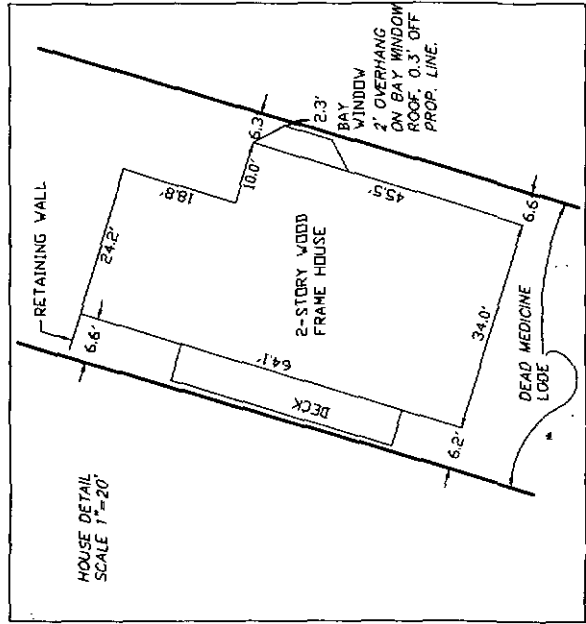 HOUSE DETAIL
SCALE 1"=20'
RETAINING WALL
6.6'
24.2'
18.8'
10.0'
6.3
2.3'
BAY
WINDOW
2' OVERHANG
ON BAY WINDOW
ROOF, 0.3' OFF
PROP. LINE.
64.1'
DECK
2-STORY WOOD
FRAME HOUSE
45.5'
34.0'
6.2'
6.6'
DEAD MEDICINE
LODE